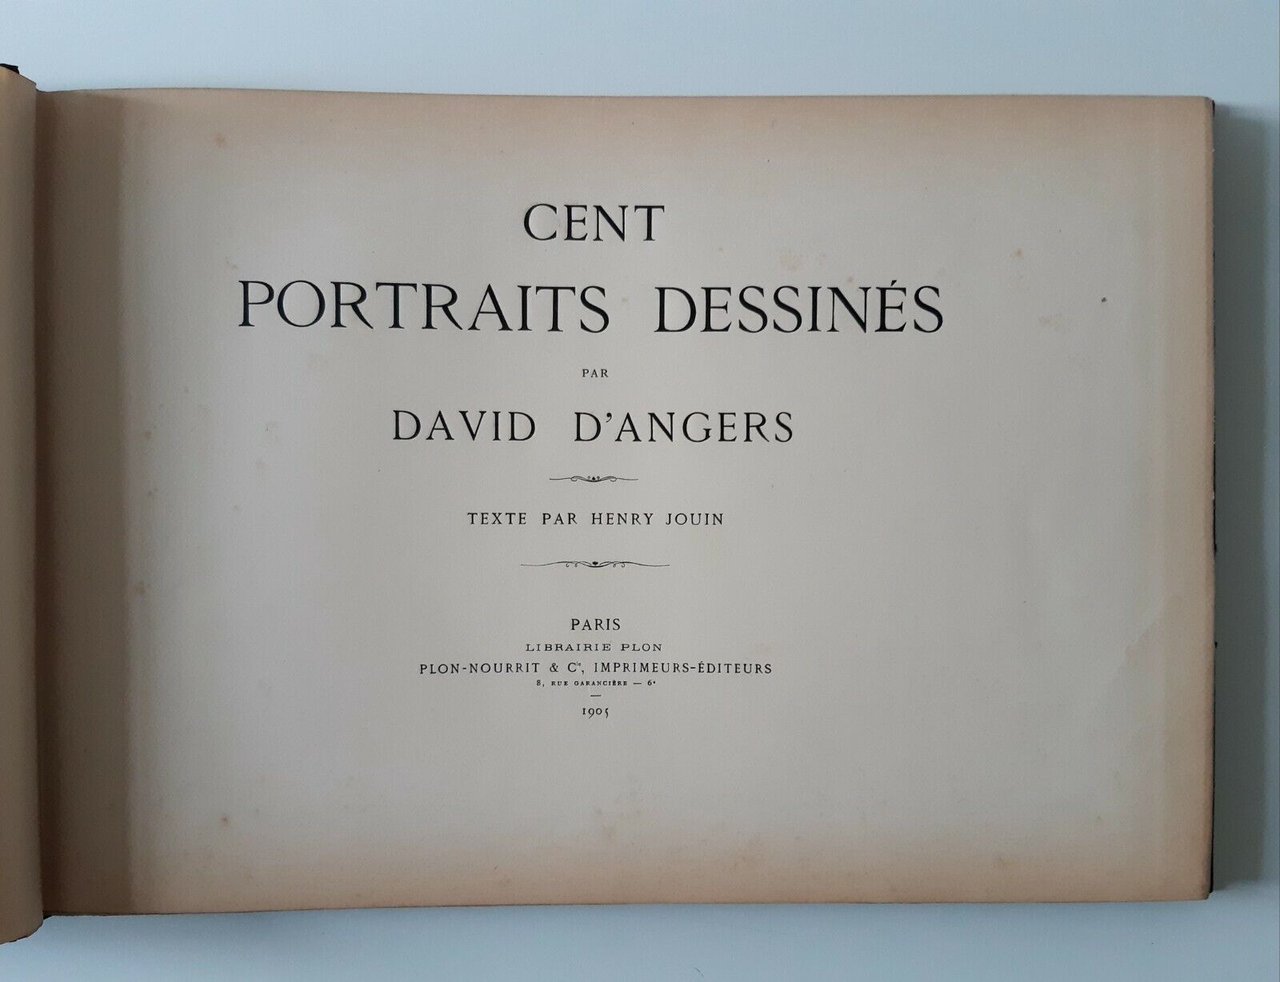 CENT
PORTRAITS DESSINÉS
PAR
DAVID D'ANGERS
TEXTE PAR HENRY JOUIN
PARIS
LIBRAIRIE PLON
PLON-NOURRIT & Cie, IMPRIMEURS-ÉDITEURS
8, RUE GARANCIÈRE — 6e
1905